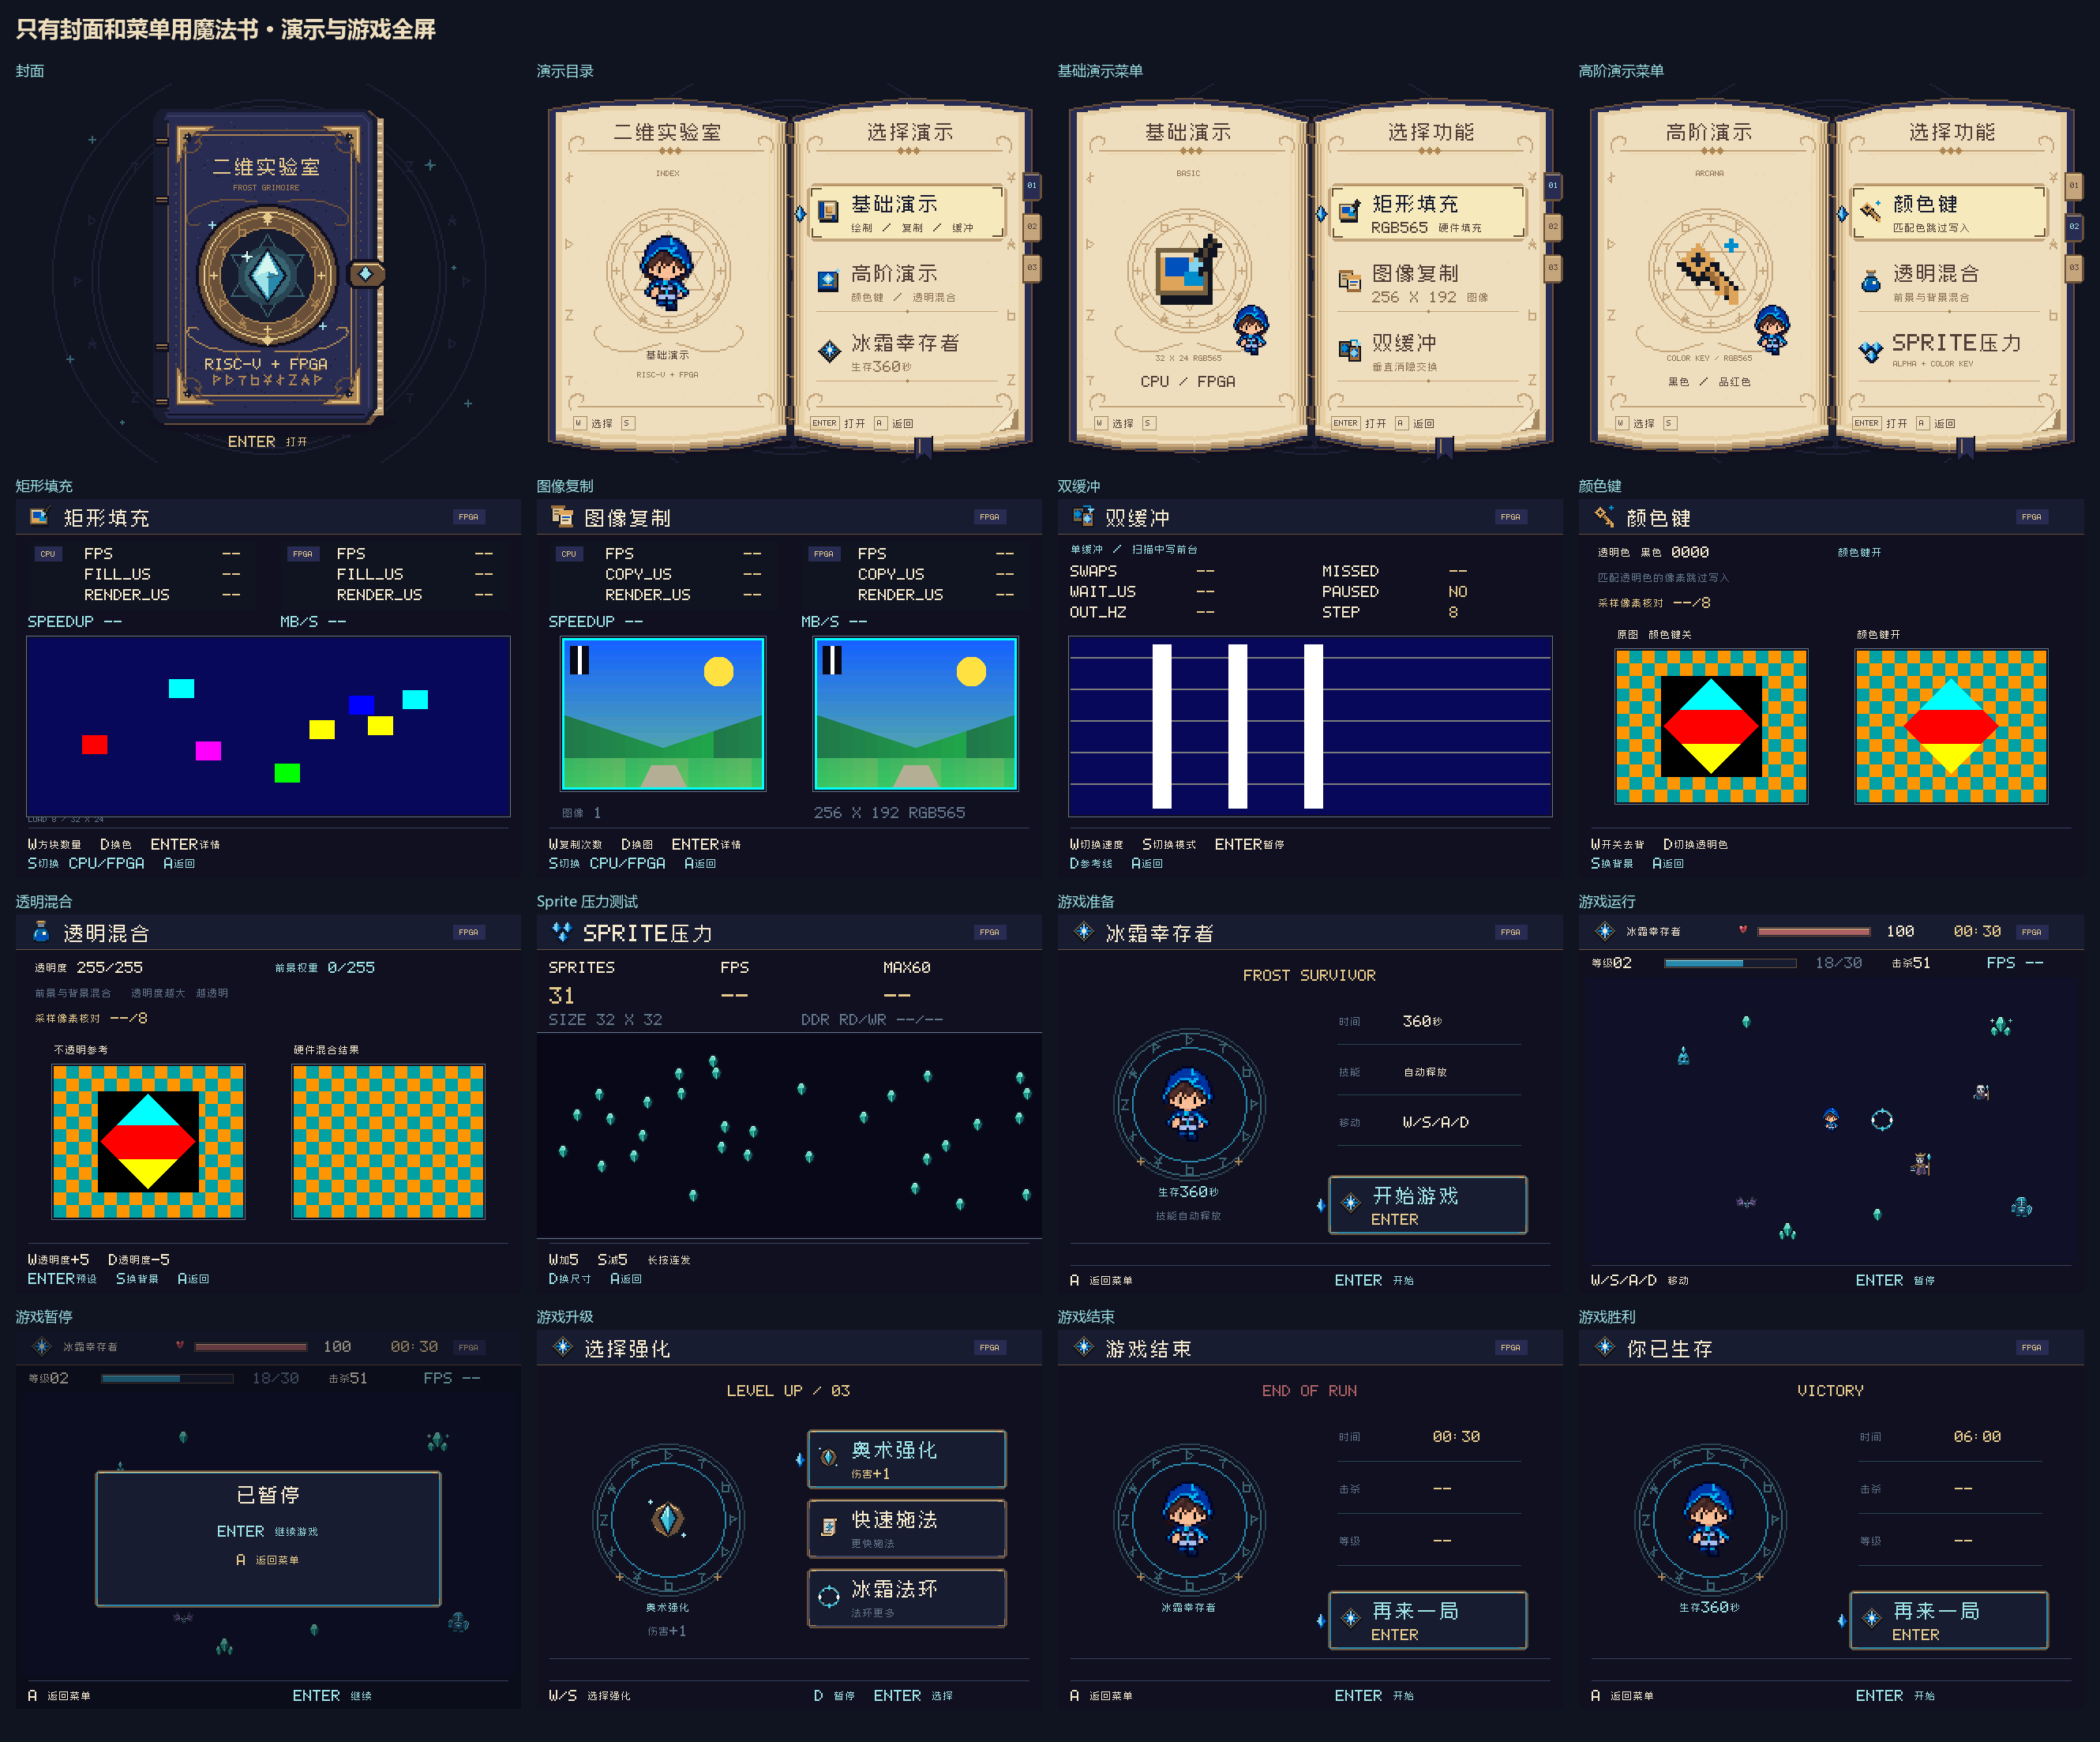 只有封面和菜单用魔法书·演示与游戏全屏
封面
二维实验室
FROST GRIMOIRE
RISC-V + FPGA
ENTER 打开
演示目录
二维实验室
INDEX
基础演示
RISC-V + FPGA
W 选择 S
选择演示
基础演示
绘制 / 复制 / 缓冲
高阶演示
颜色键 / 透明混合
冰霜幸存者
生存360秒
ENTER 打开 A 返回
01
02
03
基础演示菜单
基础演示
BASIC
32 X 24 RGB565
CPU / FPGA
W 选择 S
选择功能
矩形填充
RGB565 硬件填充
图像复制
256 X 192 图像
双缓冲
垂直消隐交换
ENTER 打开 A 返回
01
02
03
高阶演示菜单
高阶演示
ARCANA
COLOR KEY / RGB565
黑色 / 品红色
W 选择 S
选择功能
颜色键
匹配色跳过写入
透明混合
前景与背景混合
SPRITE压力
ALPHA + COLOR KEY
ENTER 打开 A 返回
01
02
03
矩形填充
矩形填充 FPGA
CPU FPS -- FPGA FPS --
FILL_US -- FILL_US --
RENDER_US -- RENDER_US --
SPEEDUP -- MB/S --
LOAD 8 / 32 X 24
W方块数量 D换色 ENTER详情
S切换 CPU/FPGA A返回
图像复制
图像复制 FPGA
CPU FPS -- FPGA FPS --
COPY_US -- COPY_US --
RENDER_US -- RENDER_US --
SPEEDUP -- MB/S --
图像 1 256 X 192 RGB565
W复制次数 D换图 ENTER详情
S切换 CPU/FPGA A返回
双缓冲
双缓冲 FPGA
单缓冲 / 扫描中写前台
SWAPS -- MISSED --
WAIT_US -- PAUSED NO
OUT_HZ -- STEP 8
W切换速度 S切换模式 ENTER暂停
D参考线 A返回
颜色键
颜色键 FPGA
透明色 黑色 0000 颜色键开
匹配透明色的像素跳过写入
采样像素核对 --/8
原图 颜色键关 颜色键开
W开关去背 D切换透明色
S换背景 A返回
透明混合
透明混合 FPGA
透明度 255/255 前景权重 0/255
前景与背景混合 透明度越大 越透明
采样像素核对 --/8
不透明参考 硬件混合结果
W透明度+5 D透明度-5
ENTER预设 S换背景 A返回
Sprite 压力测试
SPRITE压力 FPGA
SPRITES FPS MAX60
31 -- --
SIZE 32 X 32 DDR RD/WR --/--
W加5 S减5 长按连发
D换尺寸 A返回
游戏准备
冰霜幸存者 FPGA
FROST SURVIVOR
时间 360秒
技能 自动释放
移动 W/S/A/D
生存360秒
技能自动释放
开始游戏
ENTER
A 返回菜单 ENTER 开始
游戏运行
冰霜幸存者 100 00:30 FPGA
等级02 18/30 击杀51 FPS --
W/S/A/D 移动 ENTER 暂停
游戏暂停
冰霜幸存者 100 00:30 FPGA
等级02 18/30 击杀51 FPS --
已暂停
ENTER 继续游戏
A 返回菜单
A 返回菜单 ENTER 继续
游戏升级
选择强化 FPGA
LEVEL UP / 03
奥术强化
伤害+1
奥术强化
伤害+1
快速施法
更快施法
冰霜法环
法环更多
W/S 选择强化 D 暂停 ENTER 选择
游戏结束
游戏结束 FPGA
END OF RUN
时间 00:30
击杀 --
等级 --
冰霜幸存者
再来一局
ENTER
A 返回菜单 ENTER 开始
游戏胜利
你已生存 FPGA
VICTORY
时间 06:00
击杀 --
等级 --
生存360秒
再来一局
ENTER
A 返回菜单 ENTER 开始